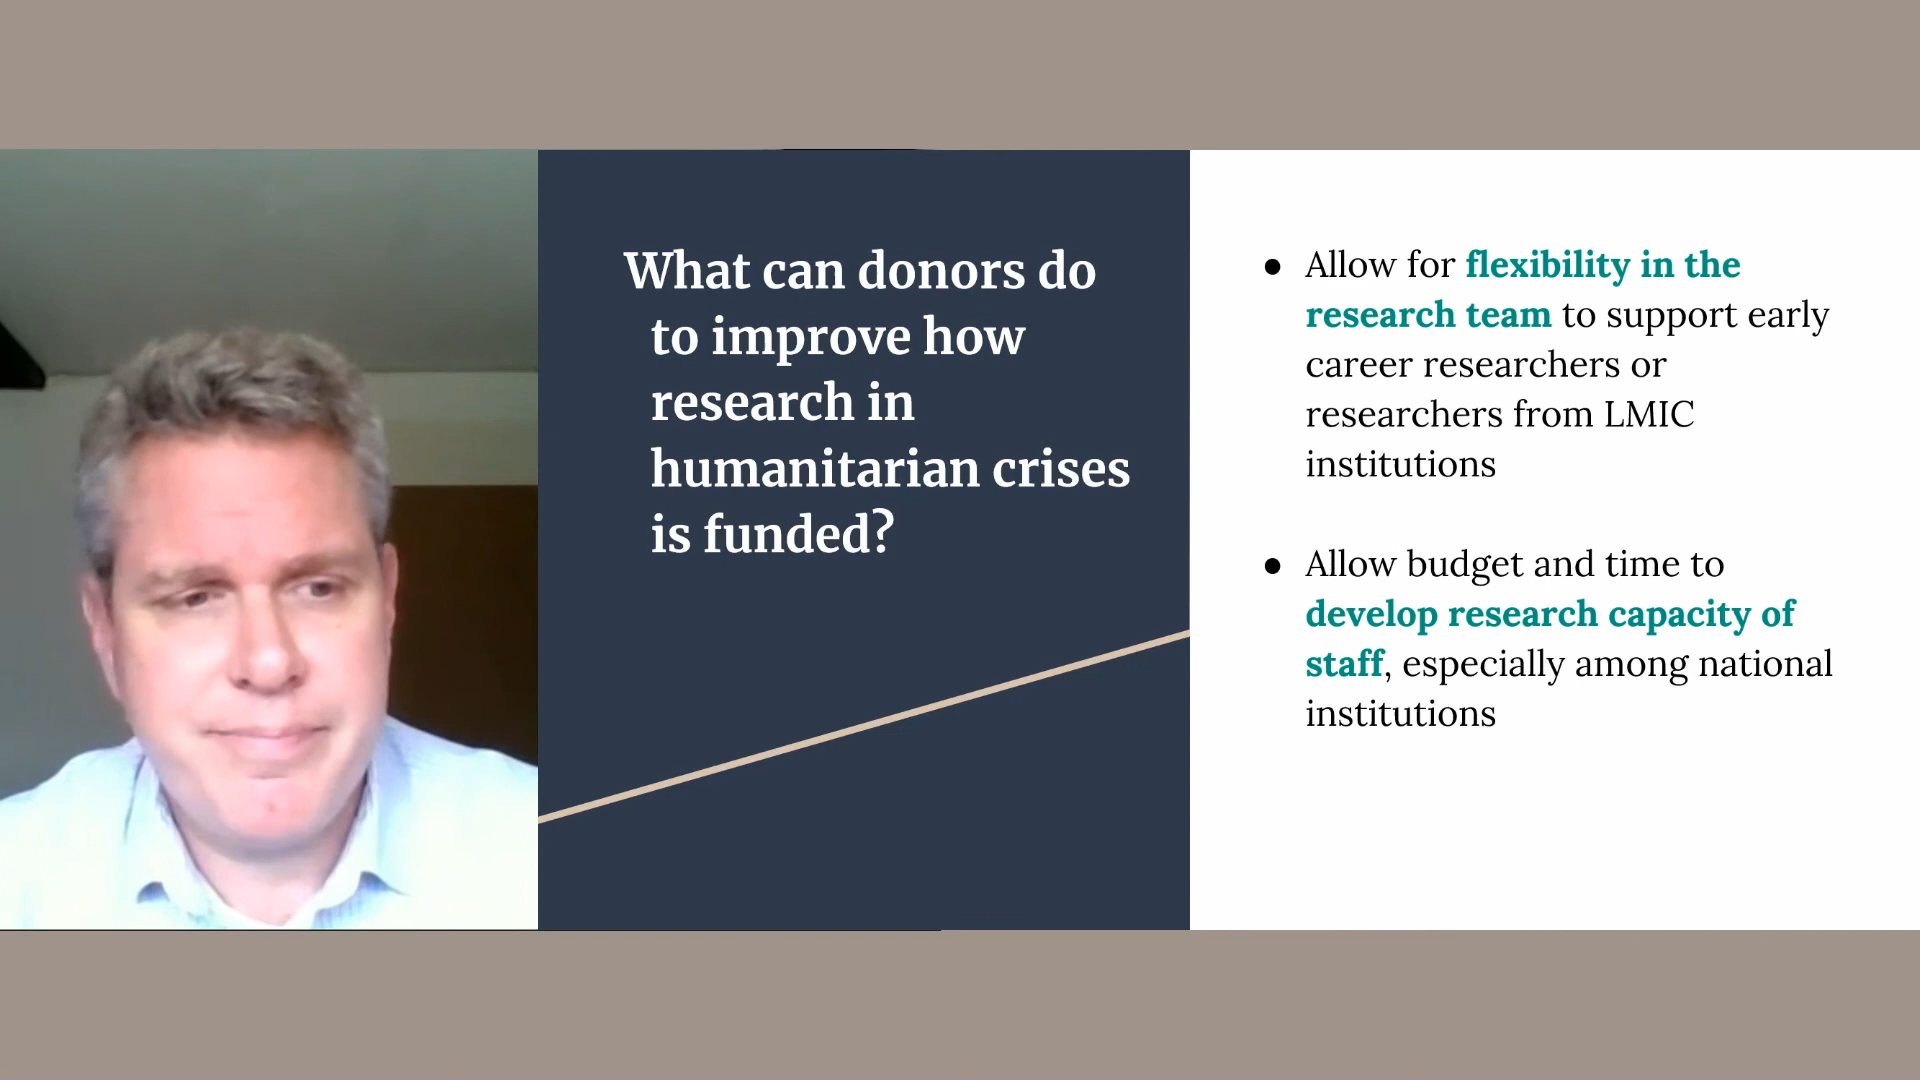 What can donors do
to improve how
research in
humanitarian crises
is funded?
● Allow for flexibility in the
research team to support early
career researchers or
researchers from LMIC
institutions
● Allow budget and time to
develop research capacity of
staff, especially among national
institutions